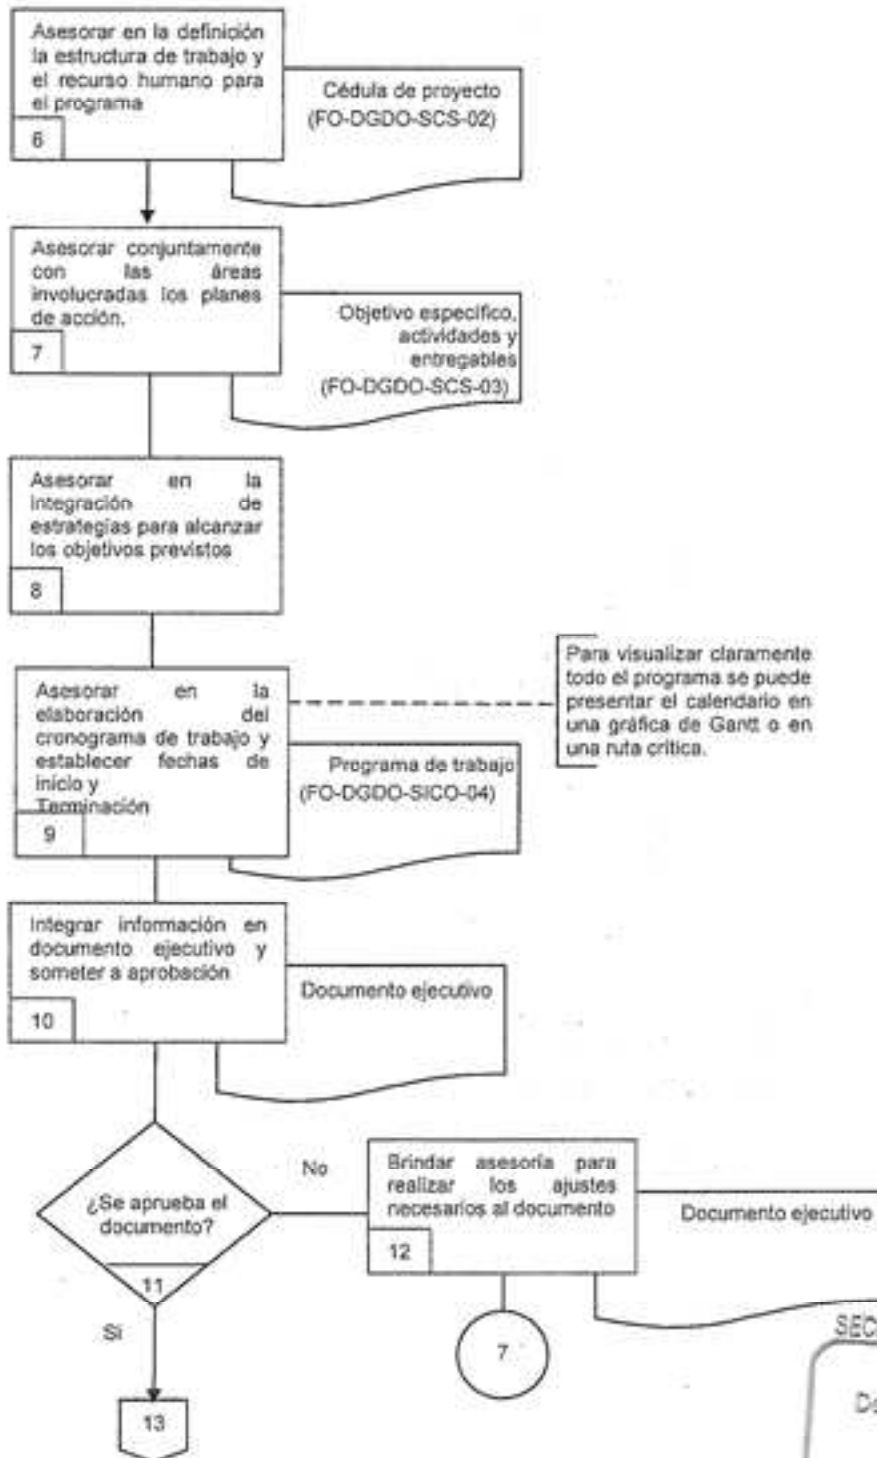 Asesorar en la definición
la estructura de trabajo y
el recurso humano para
el programa
6
Cédula de proyecto
(FO-DGDO-SCS-02)
Asesorar conjuntamente
con las áreas
involucradas los planes
de acción.
7
Objetivo específico,
actividades y
entregables
(FO-DGDO-SCS-03)
Asesorar en la
integración de
estrategias para alcanzar
los objetivos previstos
8
Asesorar en la
elaboración del
cronograma de trabajo y
establecer fechas de
inicio y
Terminación
9
Programa de trabajo
(FO-DGDO-SICO-04)
Para visualizar claramente
todo el programa se puede
presentar el calendario en
una gráfica de Gantt o en
una ruta crítica.
Integrar información en
documento ejecutivo y
someter a aprobación
10
Documento ejecutivo
¿Se aprueba el
documento?
11
No
Si
Brindar asesoría para
realizar los ajustes
necesarios al documento
12
Documento ejecutivo
7
13